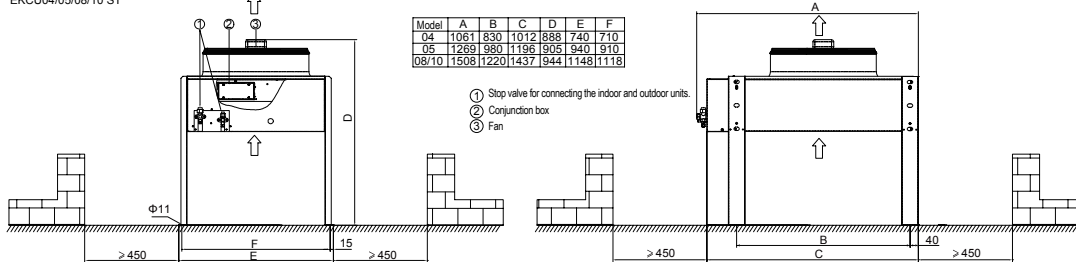 EKCU04/05/08/10 S1
① ② ③
Model A B C D E F
04 1061 830 1012 888 740 710
05 1269 980 1196 905 940 910
08/10 1508 1220 1437 944 1148 1118
① Stop valve for connecting the indoor and outdoor units.
② Conjunction box
③ Fan
D
Φ11
F 15
≥450 E ≥450
A
B 40
≥450 C ≥450